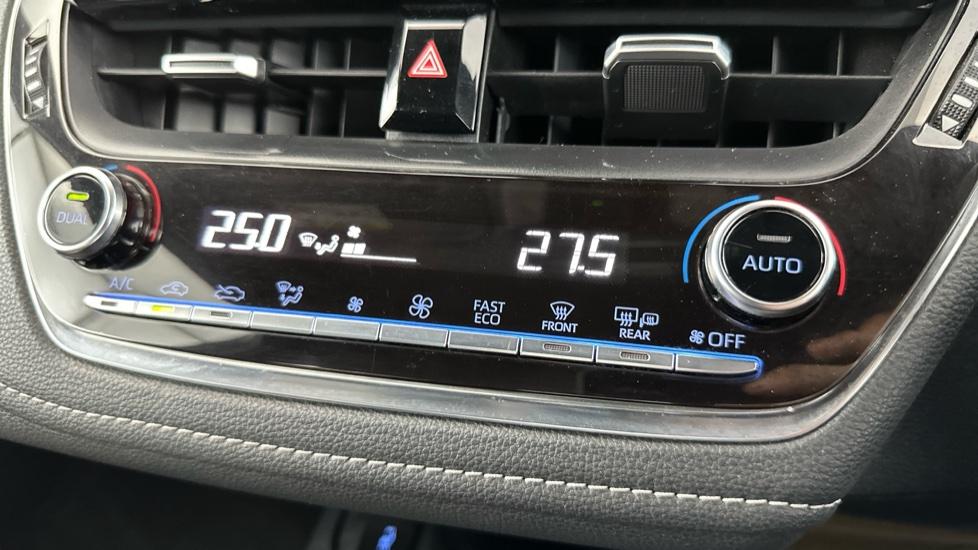 DUAL
25.0
27.5
AUTO
A/C
FAST
ECO
FRONT
REAR
OFF